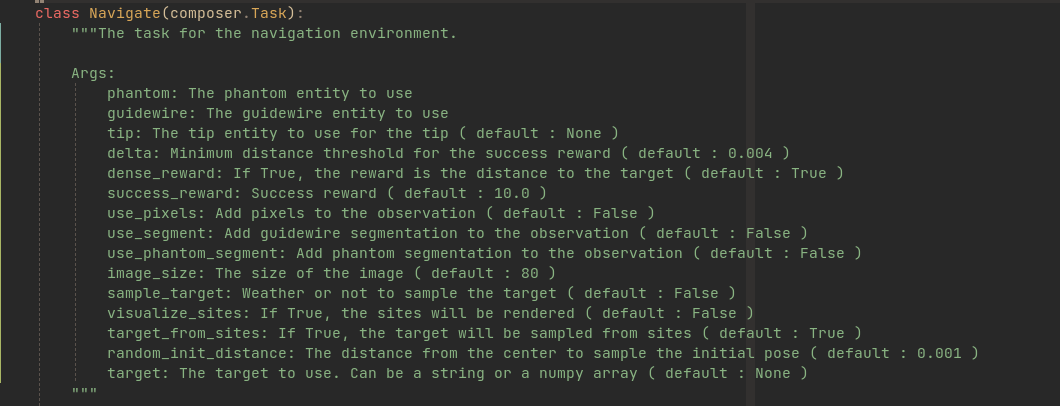 class Navigate(composer.Task):
"""The task for the navigation environment.
Args:
phantom: The phantom entity to use
guidewire: The guidewire entity to use
tip: The tip entity to use for the tip ( default : None )
delta: Minimum distance threshold for the success reward ( default : 0.004 )
dense_reward: If True, the reward is the distance to the target ( default : True )
success_reward: Success reward ( default : 10.0 )
use_pixels: Add pixels to the observation ( default : False )
use_segment: Add guidewire segmentation to the observation ( default : False )
use_phantom_segment: Add phantom segmentation to the observation ( default : False )
image_size: The size of the image ( default : 80 )
sample_target: Weather or not to sample the target ( default : False )
visualize_sites: If True, the sites will be rendered ( default : False )
target_from_sites: If True, the target will be sampled from sites ( default : True )
random_init_distance: The distance from the center to sample the initial pose ( default : 0.001 )
target: The target to use. Can be a string or a numpy array ( default : None )
"""